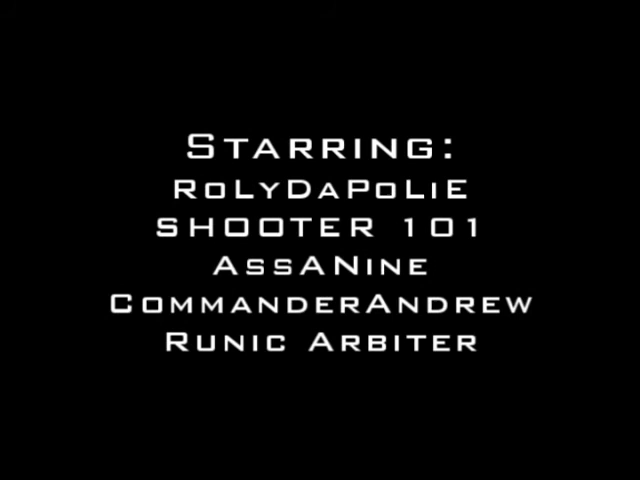 Starring:
RoLyDaPoLiE
SHOOTER 101
AssANine
CommanderAndrew
Runic Arbiter